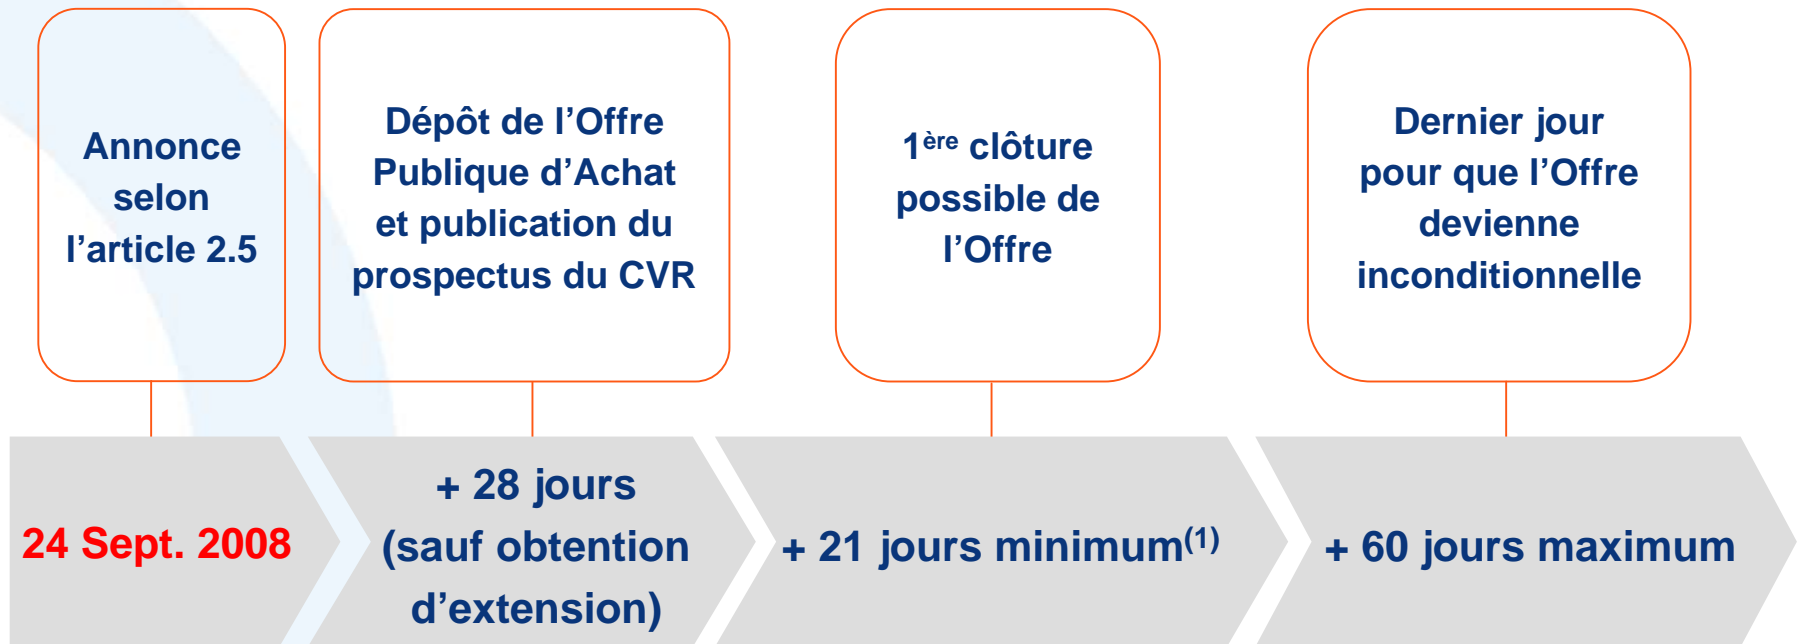 Annonce
selon
l’article 2.5
Dépôt de l’Offre
Publique d’Achat
et publication du
prospectus du CVR
1ère clôture
possible de
l’Offre
Dernier jour
pour que l’Offre
devienne
inconditionnelle
24 Sept. 2008
+ 28 jours
(sauf obtention
d’extension)
+ 21 jours minimum(1)
+ 60 jours maximum